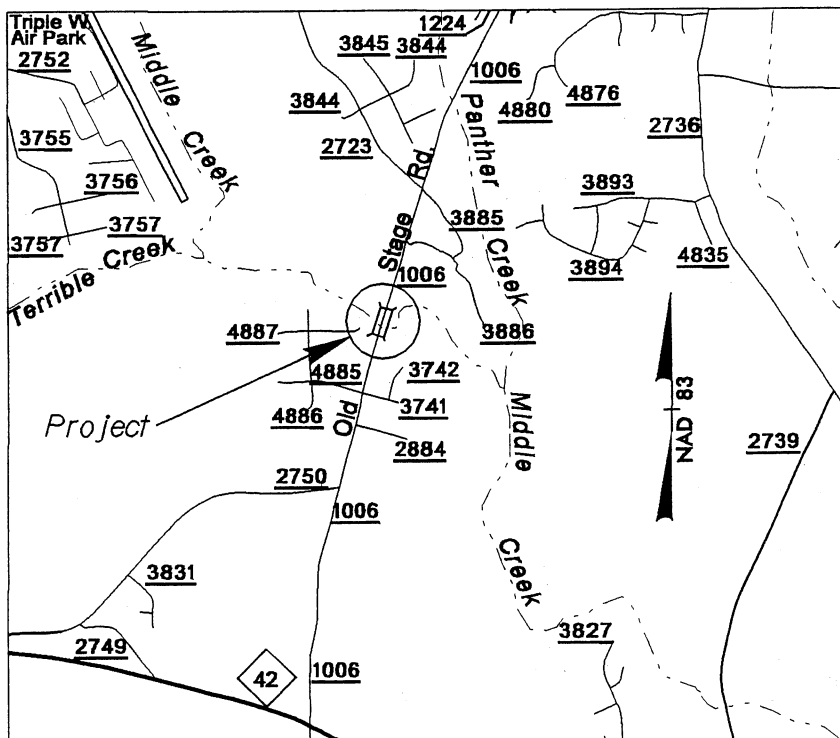 Triple W.
Air Park
2752
Middle
Creek
3755
3756
3757
3757
Terrible Creek
1224
3845
3844
3844
2723
1006
Panther
Creek
4880
4876
2736
3893
3885
3894
4835
Old Stage Rd.
1006
3886
4887
4885
4886
3742
3741
2884
Project
MIddle
Creek
NAD 83
2739
2750
1006
3831
2749
42
1006
3827